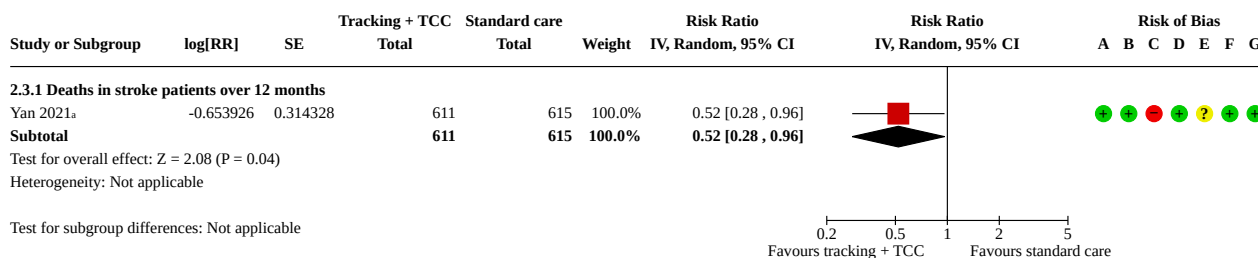 Tracking + TCC Standard care Risk Ratio Risk Ratio Risk of Bias
Study or Subgroup log[RR] SE Total Total Weight IV, Random, 95% CI IV, Random, 95% CI A B C D E F G
2.3.1 Deaths in stroke patients over 12 months
Yan 2021a -0.653926 0.314328 611 615 100.0% 0.52 [0.28 , 0.96] + + − + ? + +
Subtotal 611 615 100.0% 0.52 [0.28 , 0.96]
Test for overall effect: Z = 2.08 (P = 0.04)
Heterogeneity: Not applicable
Test for subgroup differences: Not applicable
0.2 0.5 1 2 5
Favours tracking + TCC Favours standard care